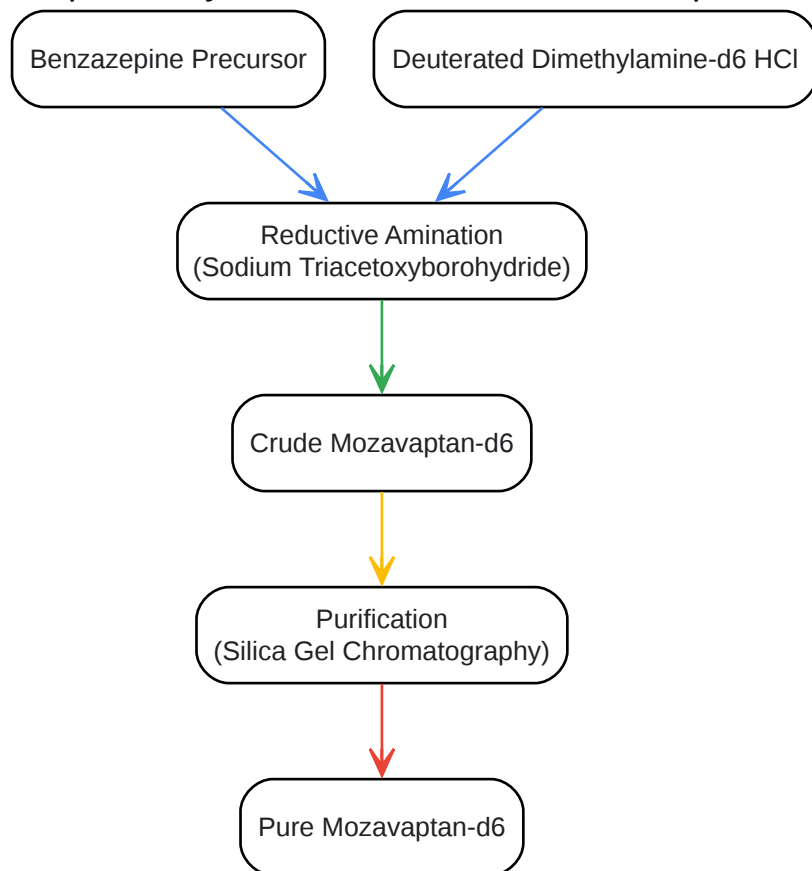 Benzazepine Precursor
Deuterated Dimethylamine-d6 HCl
Reductive Amination
(Sodium Triacetoxyborohydride)
Crude Mozavaptan-d6
Purification
(Silica Gel Chromatography)
Pure Mozavaptan-d6